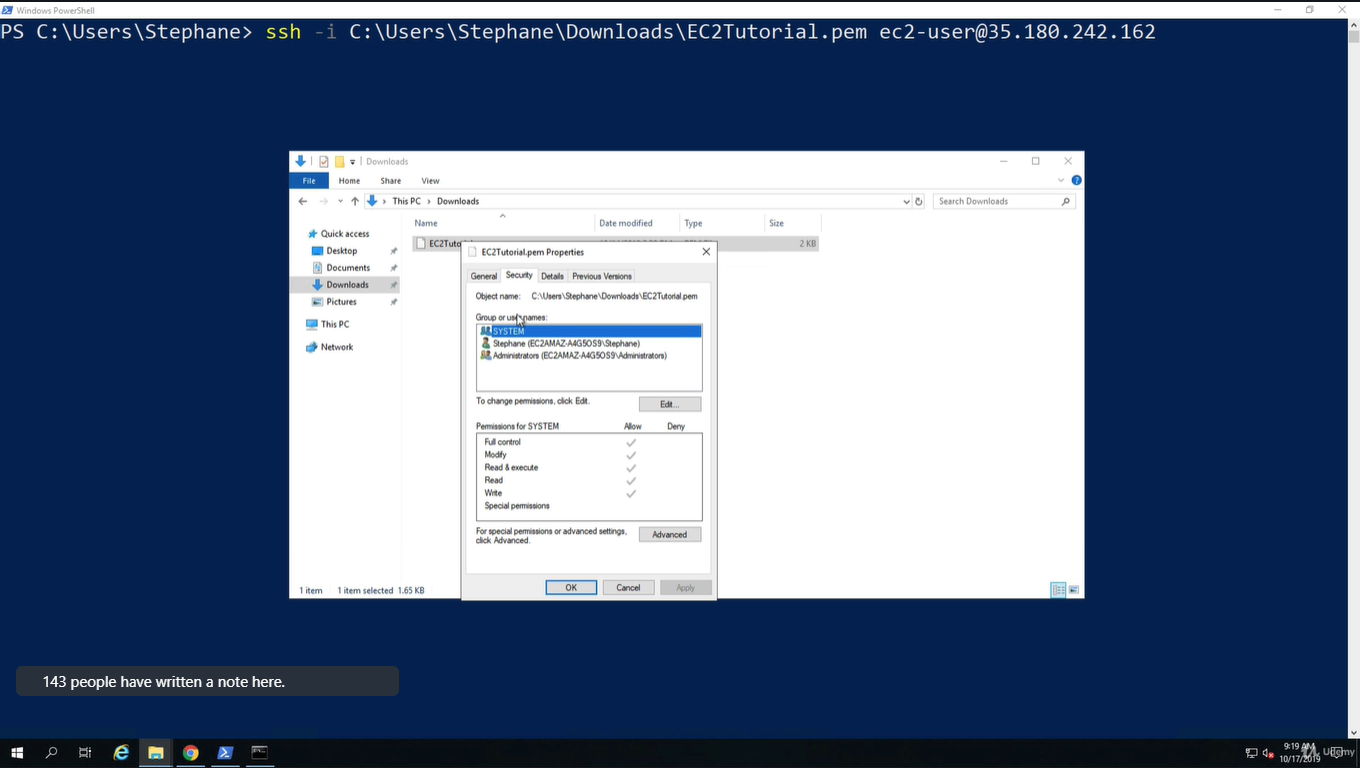 Windows PowerShell
PS C:\Users\Stephane> ssh -i C:\Users\Stephane\Downloads\EC2Tutorial.pem ec2-user@35.180.242.162
Downloads
File Home Share View
This PC > Downloads
Search Downloads
Name Date modified Type Size
Quick access
Desktop
Documents
Downloads
Pictures
This PC
Network
2 KB
EC2Tutorial.pem Properties
General Security Details Previous Versions
Object name: C:\Users\Stephane\Downloads\EC2Tutorial.pem
Group or user names:
SYSTEM
Stephane (EC2AMAZ-A4G5OS9\Stephane)
Administrators (EC2AMAZ-A4G5OS9\Administrators)
To change permissions, click Edit.
Edit...
Permissions for SYSTEM Allow Deny
Full control
Modify
Read & execute
Read
Write
Special permissions
For special permissions or advanced settings,
click Advanced.
Advanced
OK Cancel Apply
1 item 1 item selected 1.65 KB
143 people have written a note here.
9:19 AM
10/17/2019
Udemy